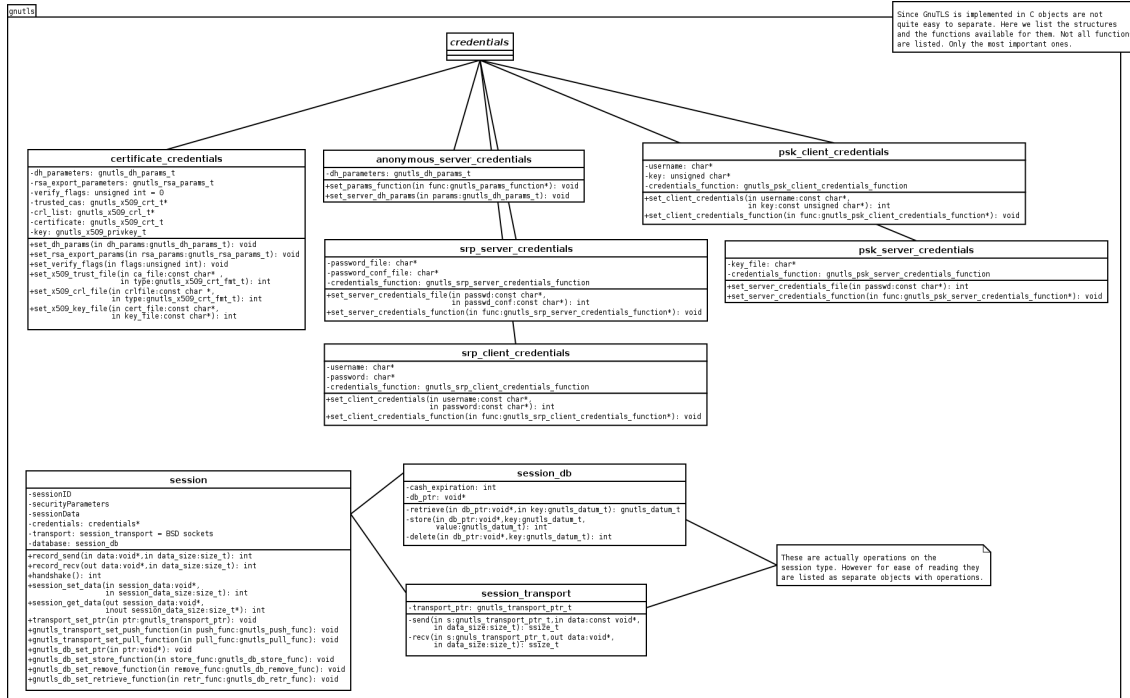 gnutls
Since GnuTLS is implemented in C objects are not
quite easy to separate. Here we list the structures
and the functions available for them. Not all function
are listed. Only the most important ones.
credentials
certificate_credentials
-dh_parameters: gnutls_dh_params_t
-rsa_export_parameters: gnutls_rsa_params_t
-verify_flags: unsigned int = 0
-trusted_cas: gnutls_x509_crt_t*
-crl_list: gnutls_x509_crl_t*
-certificate: gnutls_x509_crt_t
-key: gnutls_x509_privkey_t
+set_dh_params(in dh_params:gnutls_dh_params_t): void
+set_rsa_export_params(in rsa_params:gnutls_rsa_params_t): void
+set_verify_flags(in flags:unsigned int): void
+set_x509_trust_file(in ca_file:const char* ,
in type:gnutls_x509_crt_fmt_t): int
+set_x509_crl_file(in crlfile:const char *,
in type:gnutls_x509_crt_fmt_t): int
+set_x509_key_file(in cert_file:const char*,
in key_file:const char*): int
anonymous_server_credentials
-dh_parameters: gnutls_dh_params_t
+set_params_function(in func:gnutls_params_function*): void
+set_server_dh_params(in params:gnutls_dh_params_t): void
psk_client_credentials
-username: char*
-key: unsigned char*
-credentials_function: gnutls_psk_client_credentials_function
+set_client_credentials(in username:const char*,
in key:const unsigned char*): int
+set_client_credentials_function(in func:gnutls_psk_client_credentials_function*): void
srp_server_credentials
-password_file: char*
-password_conf_file: char*
-credentials_function: gnutls_srp_server_credentials_function
+set_server_credentials_file(in passwd:const char*,
in passwd_conf:const char*): int
+set_server_credentials_function(in func:gnutls_srp_server_credentials_function*): void
psk_server_credentials
-key_file: char*
-credentials_function: gnutls_psk_server_credentials_function
+set_server_credentials_file(in passwd:const char*): int
+set_server_credentials_function(in func:gnutls_psk_server_credentials_function*): void
srp_client_credentials
-username: char*
-password: char*
-credentials_function: gnutls_srp_client_credentials_function
+set_client_credentials(in username:const char*,
in password:const char*): int
+set_client_credentials_function(in func:gnutls_srp_client_credentials_function*): void
session
-sessionID
-securityParameters
-sessionData
-credentials: credentials*
-transport: session_transport = BSD sockets
-database: session_db
+record_send(in data:void*,in data_size:size_t): int
+record_recv(out data:void*,in data_size:size_t): int
+handshake(): int
+session_set_data(in session_data:void*,
in session_data_size:size_t): int
+session_get_data(out session_data:void*,
inout session_data_size:size_t*): int
+transport_set_ptr(in ptr:gnutls_transport_ptr): void
+gnutls_transport_set_push_function(in push_func:gnutls_push_func): void
+gnutls_transport_set_pull_function(in pull_func:gnutls_pull_func): void
+gnutls_db_set_ptr(in ptr:void*): void
+gnutls_db_set_store_function(in store_func:gnutls_db_store_func): void
+gnutls_db_set_remove_function(in remove_func:gnutls_db_remove_func): void
+gnutls_db_set_retrieve_function(in retr_func:gnutls_db_retr_func): void
session_db
-cash_expiration: int
-db_ptr: void*
-retrieve(in db_ptr:void*,in key:gnutls_datum_t): gnutls_datum_t
-store(in db_ptr:void*,key:gnutls_datum_t,
value:gnutls_datum_t): int
-delete(in db_ptr:void*,key:gnutls_datum_t): int
session_transport
-transport_ptr: gnutls_transport_ptr_t
-send(in s:gnutls_transport_ptr_t,in data:const void*,
in data_size:size_t): ssize_t
-recv(in s:gnuls_transport_ptr_t,out data:void*,
in data_size:size_t): ssize_t
These are actually operations on the
session type. However for ease of reading they
are listed as separate objects with operations.